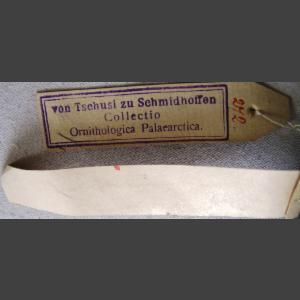 von Tschusi zu Schmidhoffen
Collectio
Ornithologica Palaearctica.